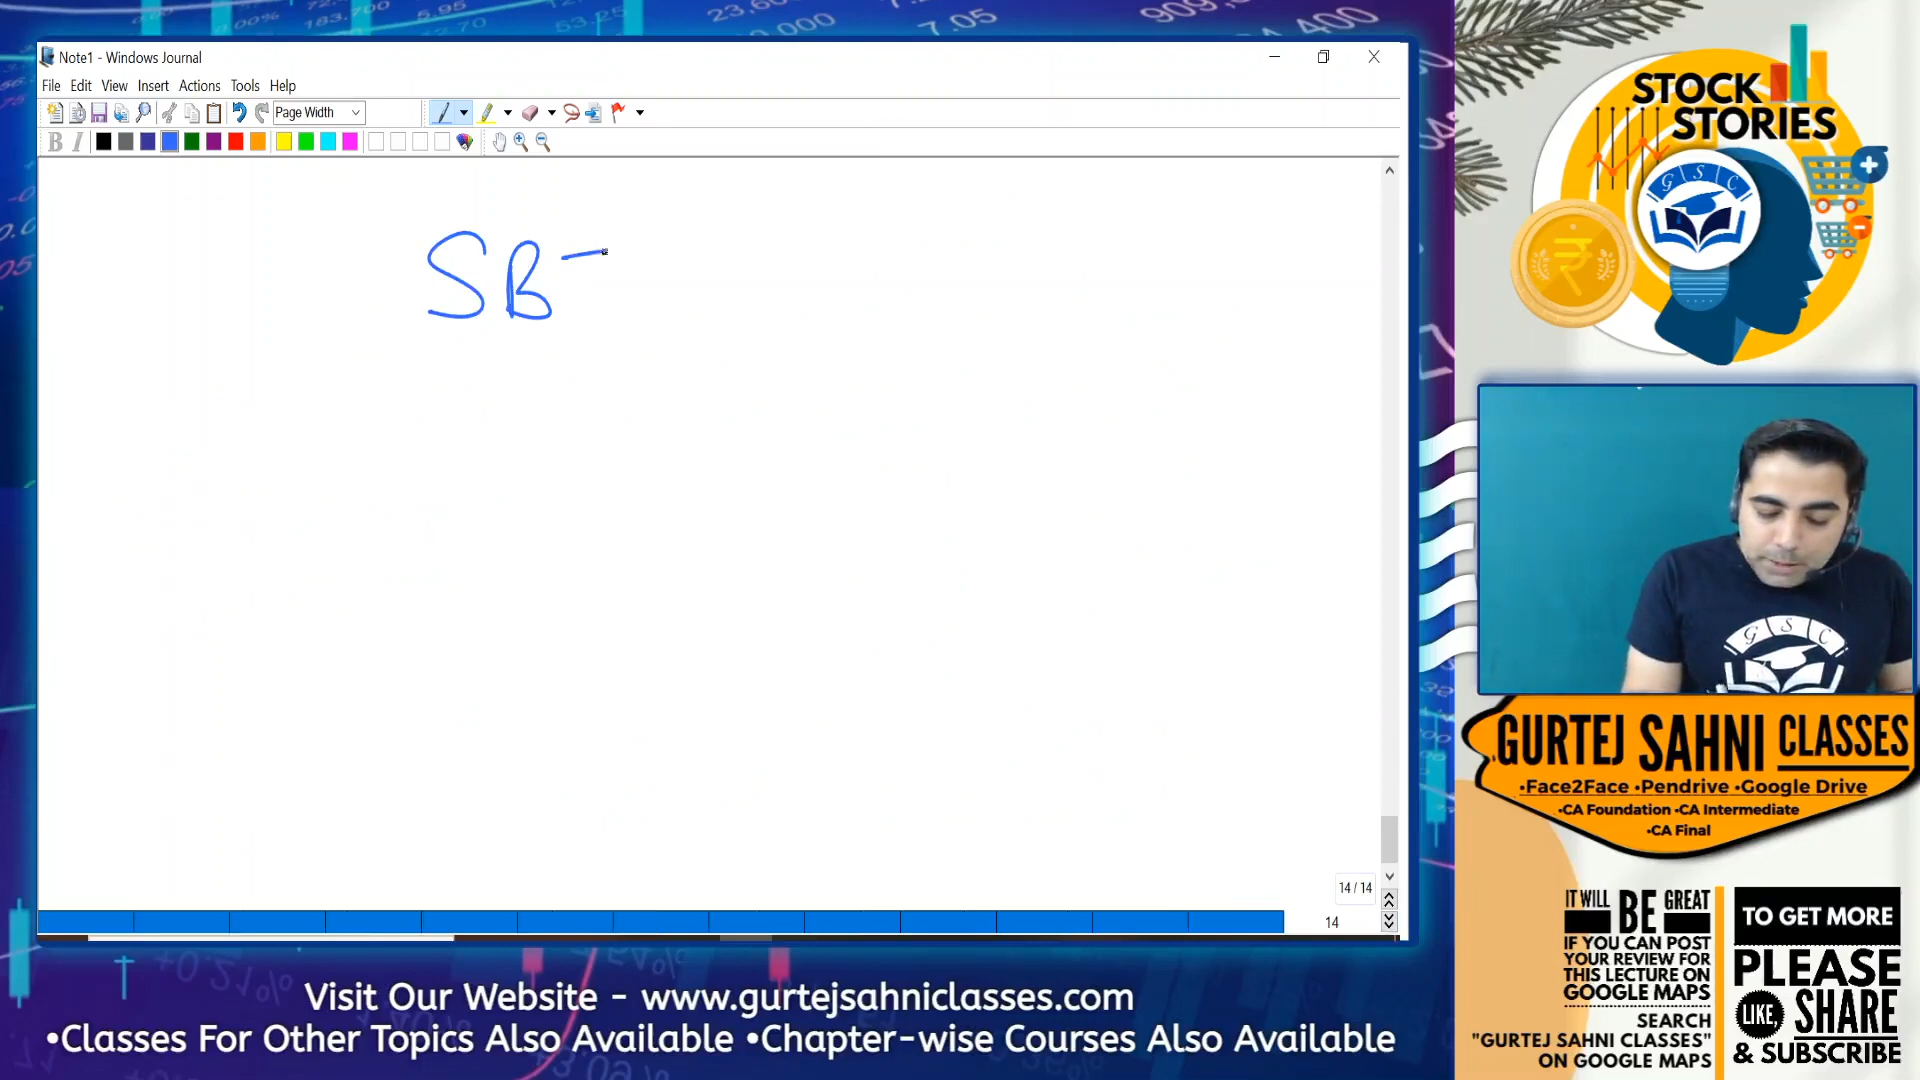 Note1 - Windows Journal
File Edit View Insert Actions Tools Help
Page Width
B I
SB
14 / 14
14
STOCK
STORIES
G S C
G S C
GURTEJ SAHNI CLASSES
•Face2Face •Pendrive •Google Drive
•CA Foundation •CA Intermediate
•CA Final
IT WILL BE GREAT
IF YOU CAN POST
YOUR REVIEW FOR
THIS LECTURE ON
GOOGLE MAPS
SEARCH
"GURTEJ SAHNI CLASSES"
ON GOOGLE MAPS
TO GET MORE
PLEASE
LIKE, SHARE
& SUBSCRIBE
Visit Our Website - www.gurtejsahniclasses.com
•Classes For Other Topics Also Available •Chapter-wise Courses Also Available